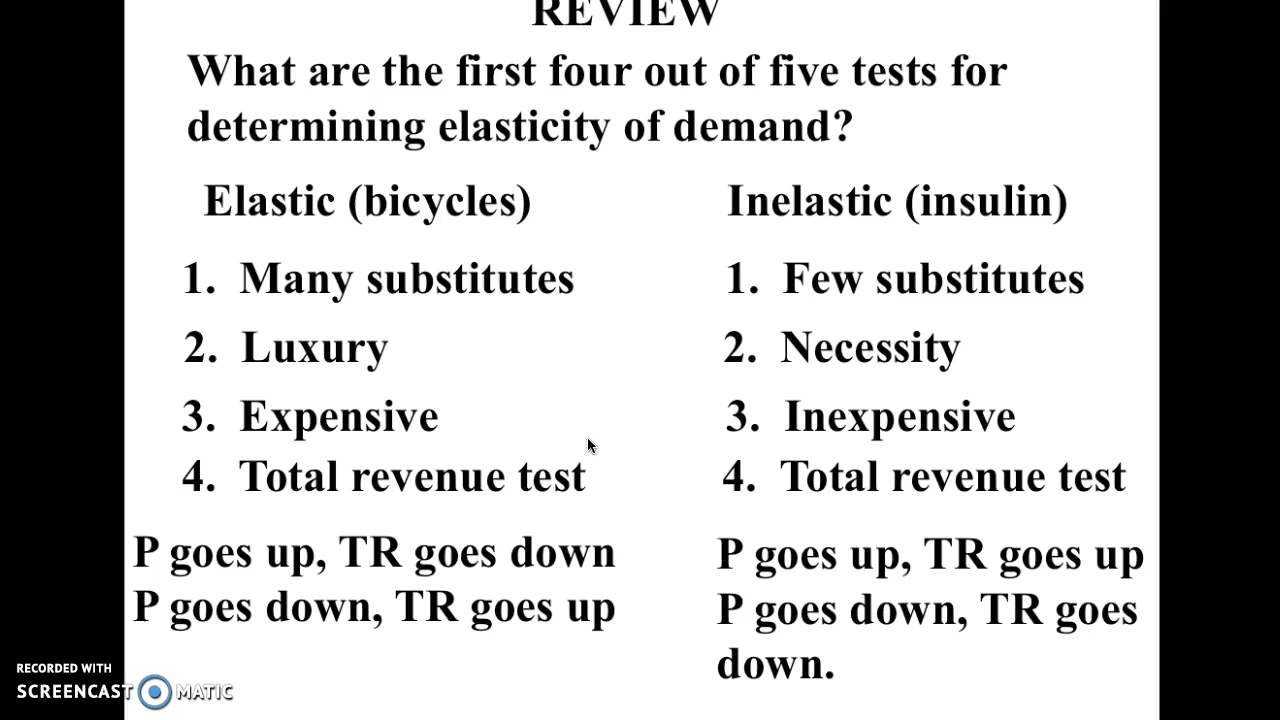 REVIEW
What are the first four out of five tests for
determining elasticity of demand?
Elastic (bicycles)
1. Many substitutes
2. Luxury
3. Expensive
4. Total revenue test
P goes up, TR goes down
P goes down, TR goes up
Inelastic (insulin)
1. Few substitutes
2. Necessity
3. Inexpensive
4. Total revenue test
P goes up, TR goes up
P goes down, TR goes
down.
RECORDED WITH
SCREENCAST MATIC